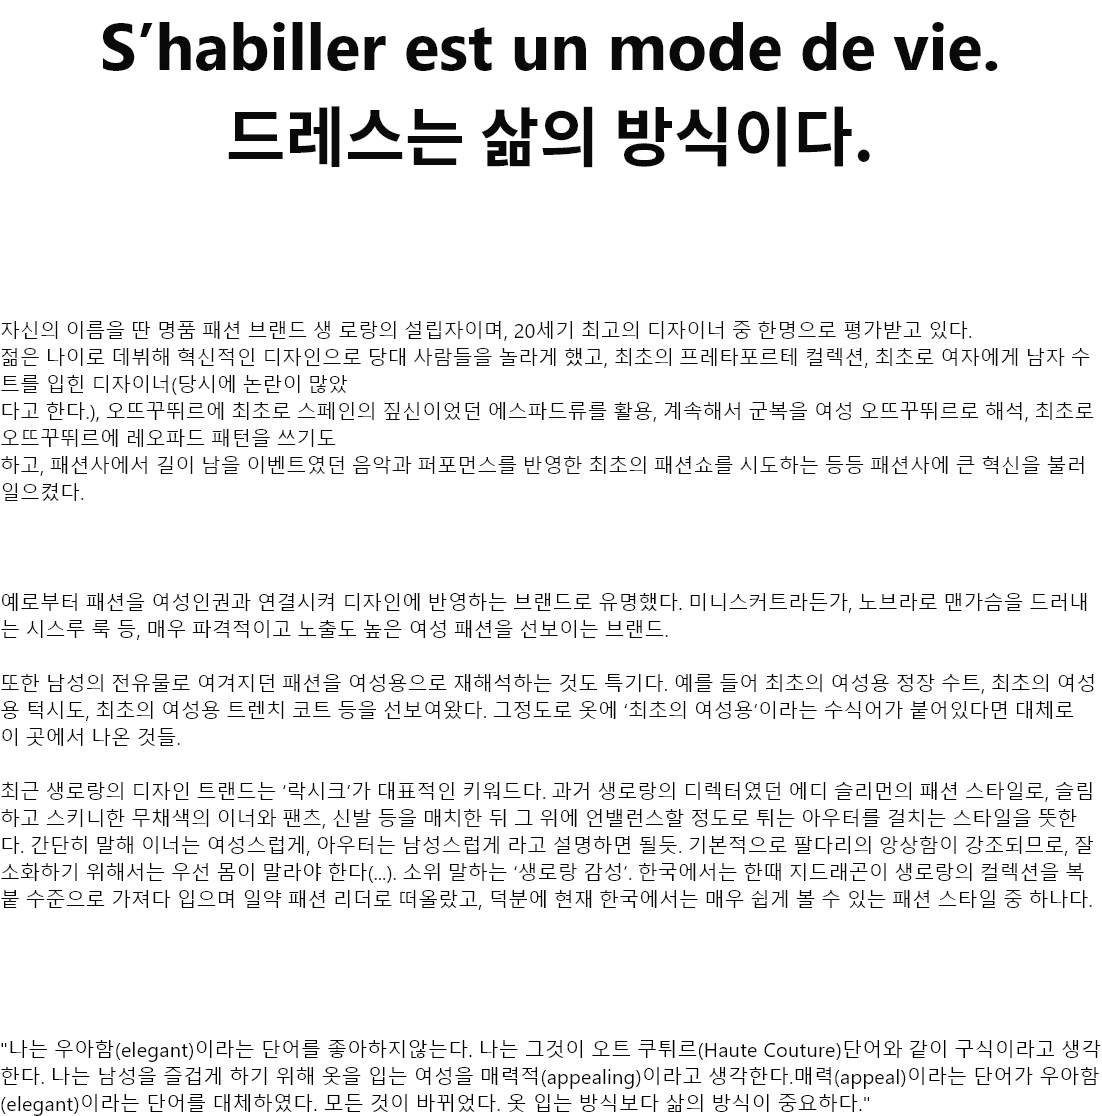 S’habiller est un mode de vie.
드레스는 삶의 방식이다.
자신의 이름을 딴 명품 패션 브랜드 생 로랑의 설립자이며, 20세기 최고의 디자이너 중 한명으로 평가받고 있다.
젊은 나이로 데뷔해 혁신적인 디자인으로 당대 사람들을 놀라게 했고, 최초의 프레타포르테 컬렉션, 최초로 여자에게 남자 수
트를 입힌 디자이너(당시에 논란이 많았
다고 한다.), 오뜨꾸뛰르에 최초로 스페인의 짚신이었던 에스파드류를 활용, 계속해서 군복을 여성 오뜨꾸뛰르로 해석, 최초로
오뜨꾸뛰르에 레오파드 패턴을 쓰기도
하고, 패션사에서 길이 남을 이벤트였던 음악과 퍼포먼스를 반영한 최초의 패션쇼를 시도하는 등등 패션사에 큰 혁신을 불러
일으켰다.
예로부터 패션을 여성인권과 연결시켜 디자인에 반영하는 브랜드로 유명했다. 미니스커트라든가, 노브라로 맨가슴을 드러내
는 시스루 룩 등, 매우 파격적이고 노출도 높은 여성 패션을 선보이는 브랜드.
또한 남성의 전유물로 여겨지던 패션을 여성용으로 재해석하는 것도 특기다. 예를 들어 최초의 여성용 정장 수트, 최초의 여성
용 턱시도, 최초의 여성용 트렌치 코트 등을 선보여왔다. 그정도로 옷에 ‘최초의 여성용’이라는 수식어가 붙어있다면 대체로
이 곳에서 나온 것들.
최근 생로랑의 디자인 트랜드는 ‘락시크’가 대표적인 키워드다. 과거 생로랑의 디렉터였던 에디 슬리먼의 패션 스타일로, 슬림
하고 스키니한 무채색의 이너와 팬츠, 신발 등을 매치한 뒤 그 위에 언밸런스할 정도로 튀는 아우터를 걸치는 스타일을 뜻한
다. 간단히 말해 이너는 여성스럽게, 아우터는 남성스럽게 라고 설명하면 될듯. 기본적으로 팔다리의 앙상함이 강조되므로, 잘
소화하기 위해서는 우선 몸이 말라야 한다(...). 소위 말하는 ‘생로랑 감성’. 한국에서는 한때 지드래곤이 생로랑의 컬렉션을 복
붙 수준으로 가져다 입으며 일약 패션 리더로 떠올랐고, 덕분에 현재 한국에서는 매우 쉽게 볼 수 있는 패션 스타일 중 하나다.
"나는 우아함(elegant)이라는 단어를 좋아하지않는다. 나는 그것이 오트 쿠튀르(Haute Couture)단어와 같이 구식이라고 생각
한다. 나는 남성을 즐겁게 하기 위해 옷을 입는 여성을 매력적(appealing)이라고 생각한다.매력(appeal)이라는 단어가 우아함
(elegant)이라는 단어를 대체하였다. 모든 것이 바뀌었다. 옷 입는 방식보다 삶의 방식이 중요하다."